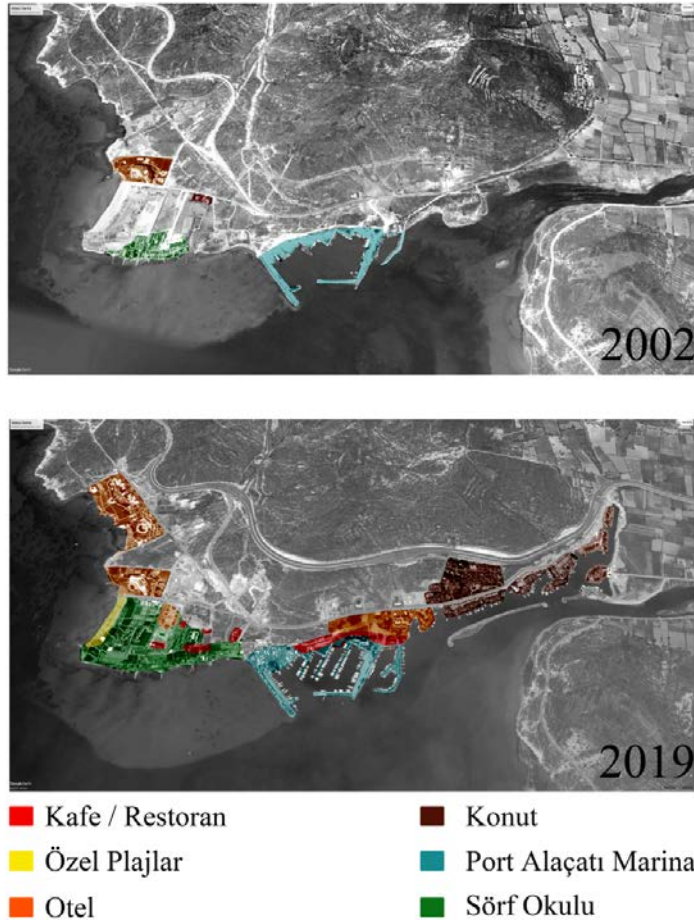 2002
2019
Kafe / Restoran
Konut
Özel Plajlar
Port Alaçatı Marina
Otel
Sörf Okulu